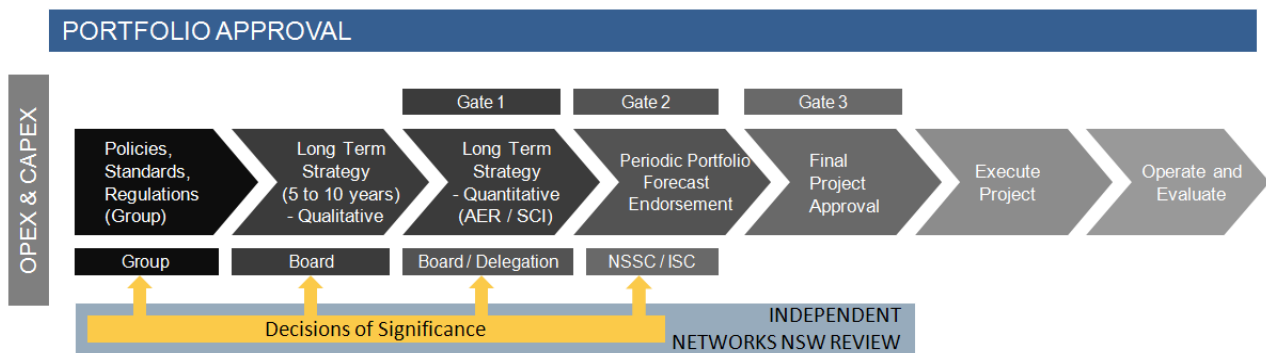 PORTFOLIO APPROVAL
OPEX & CAPEX
Gate 1
Gate 2
Gate 3
Policies,
Standards,
Regulations
(Group)
Long Term
Strategy
(5 to 10 years)
- Qualitative
Long Term
Strategy
- Quantitative
(AER / SCI)
Periodic Portfolio
Forecast
Endorsement
Final
Project
Approval
Execute
Project
Operate and
Evaluate
Group
Board
Board / Delegation
NSSC / ISC
Decisions of Significance
INDEPENDENT
NETWORKS NSW REVIEW